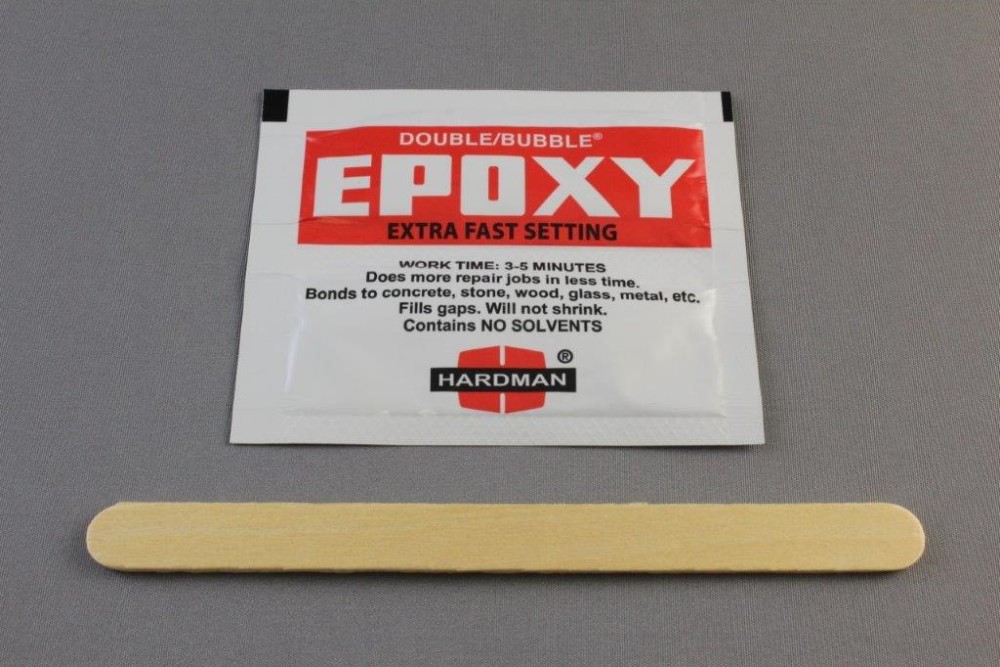 DOUBLE/BUBBLE®
EPOXY
EXTRA FAST SETTING
WORK TIME: 3-5 MINUTES
Does more repair jobs in less time.
Bonds to concrete, stone, wood, glass, metal, etc.
Fills gaps. Will not shrink.
Contains NO SOLVENTS
®
HARDMAN